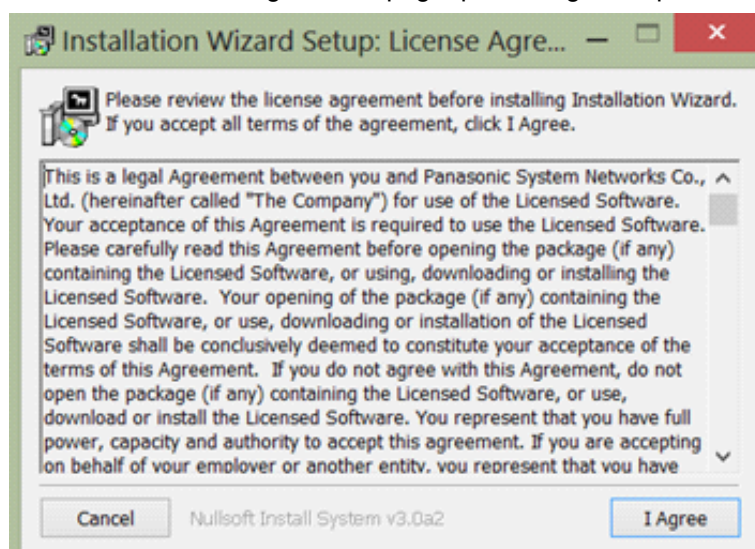 Installation Wizard Setup: License Agre...
Please review the license agreement before installing Installation Wizard.
If you accept all terms of the agreement, click I Agree.
This is a legal Agreement between you and Panasonic System Networks Co.,
Ltd. (hereinafter called "The Company") for use of the Licensed Software.
Your acceptance of this Agreement is required to use the Licensed Software.
Please carefully read this Agreement before opening the package (if any)
containing the Licensed Software, or using, downloading or installing the
Licensed Software.  Your opening of the package (if any) containing the
Licensed Software, or use, downloading or installation of the Licensed
Software shall be conclusively deemed to constitute your acceptance of the
terms of this Agreement.  If you do not agree with this Agreement, do not
open the package (if any) containing the Licensed Software, or use,
download or install the Licensed Software. You represent that you have full
power, capacity and authority to accept this agreement. If you are accepting
on behalf of your employer or another entity, you represent that you have
Cancel
Nullsoft Install System v3.0a2
I Agree